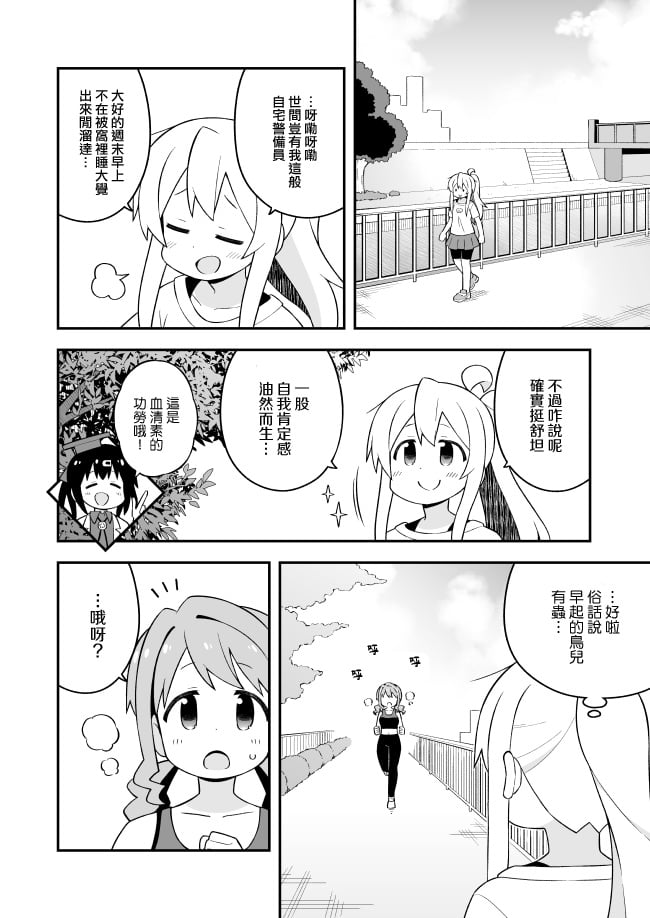 …呀嘞呀嘞
世間豈有我這般
自宅警備員
大好的週末早上
不在被窩裡睡大覺
出來閒溜達…
不過咋說呢
確實挺舒坦
一股
自我肯定感
油然而生…
這是
血清素的
功勞哦！
…好啦
俗話說
早起的鳥兒
有蟲…
呼
呼
…哦呀？